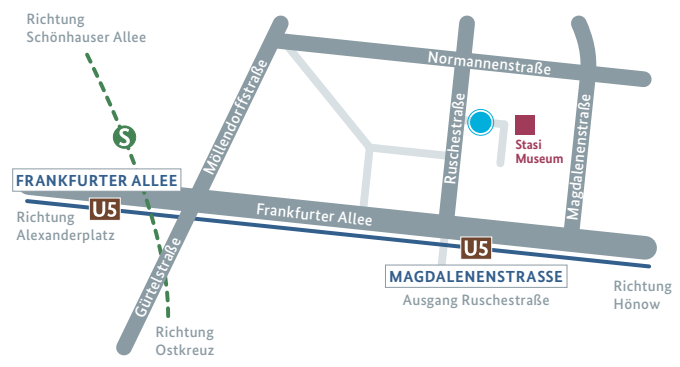 Richtung
Schönhauser Allee
Normannenstraße
Möllendorffstraße
Ruschestraße
Magdalenenstraße
S
Stasi
Museum
FRANKFURTER ALLEE
U5
Richtung
Alexanderplatz
Frankfurter Allee
Gürtelstraße
U5
MAGDALENENSTRASSE
Ausgang Ruschestraße
Richtung
Hönow
Richtung
Ostkreuz